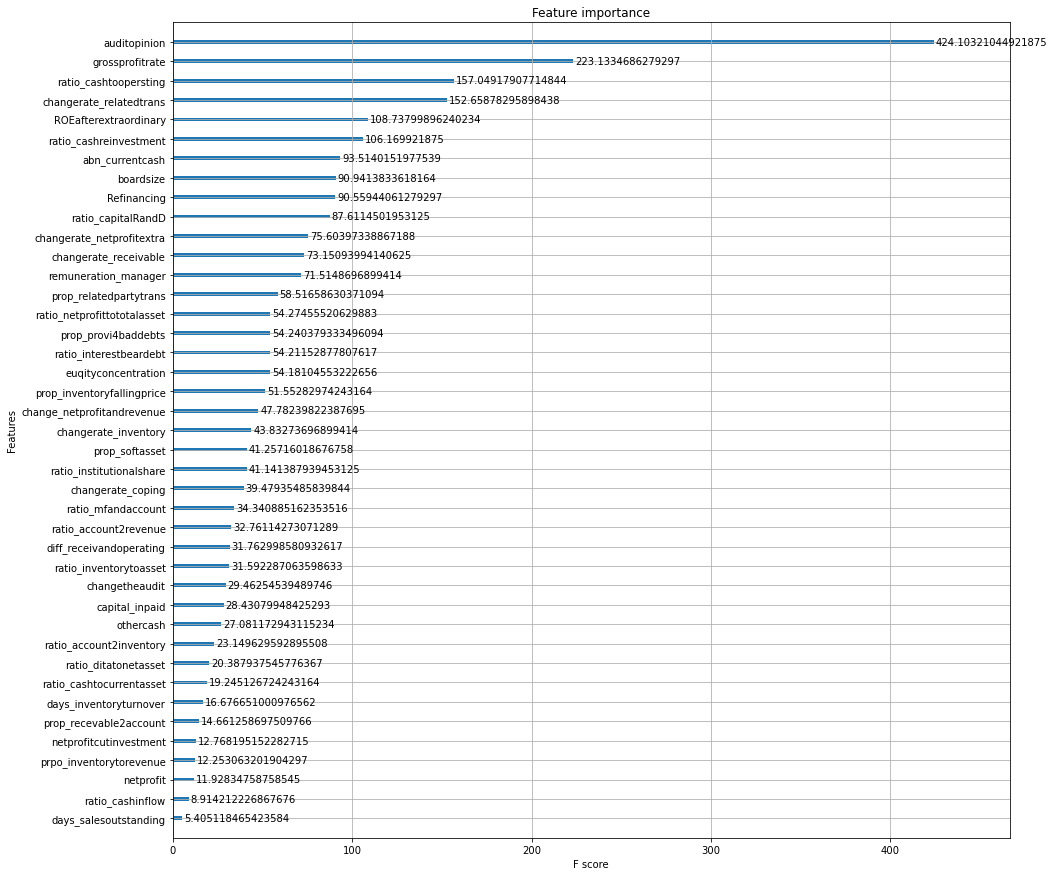 Feature importance
auditopinion 424.10321044921875
grossprofitrate 223.1334686279297
ratio_cashtoopersting 157.04917907714844
changerate_relatedtrans 152.65878295898438
ROEafterextraordinary 108.73799896240234
ratio_cashreinvestment 106.169921875
abn_currentcash 93.5140151977539
boardsize 90.9413833618164
Refinancing 90.55944061279297
ratio_capitalRandD 87.6114501953125
changerate_netprofitextra 75.60397338867188
changerate_receivable 73.15093994140625
remuneration_manager 71.5148696899414
prop_relatedpartytrans 58.51658630371094
ratio_netprofittototalasset 54.27455520629883
prop_provi4baddebts 54.240379333496094
ratio_interestbeardebt 54.21152877807617
euqityconcentration 54.18104553222656
prop_inventoryfallingprice 51.55282974243164
change_netprofitandrevenue 47.78239822387695
changerate_inventory 43.83273696899414
prop_softasset 41.25716018676758
ratio_institutionalshare 41.141387939453125
changerate_coping 39.47935485839844
ratio_mfandaccount 34.340885162353516
ratio_account2revenue 32.76114273071289
diff_receivandoperating 31.762998580932617
ratio_inventorytoasset 31.592287063598633
changetheaudit 29.46254539489746
capital_inpaid 28.43079948425293
othercash 27.081172943115234
ratio_account2inventory 23.149629592895508
ratio_ditatonetasset 20.387937545776367
ratio_cashtocurrentasset 19.245126724243164
days_inventoryturnover 16.676651000976562
prop_recevable2account 14.661258697509766
netprofitcutinvestment 12.768195152282715
prpo_inventorytorevenue 12.253063201904297
netprofit 11.92834758758545
ratio_cashinflow 8.914212226867676
days_salesoutstanding 5.405118465423584
Features
0 100 200 300 400
F score